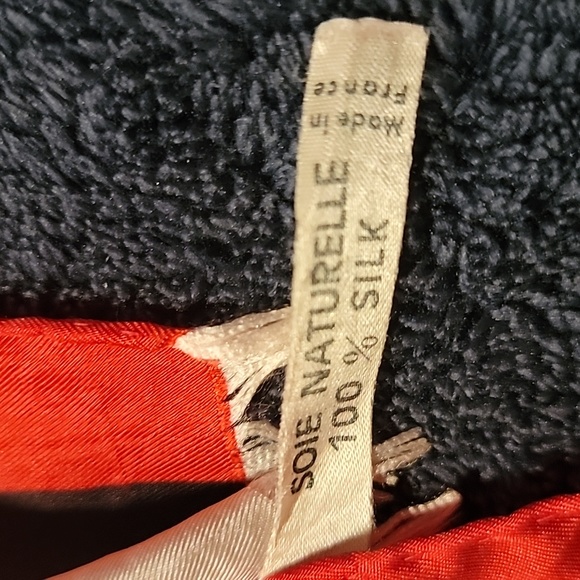 SOIE NATURELLE
100 % SILK
Made in
France